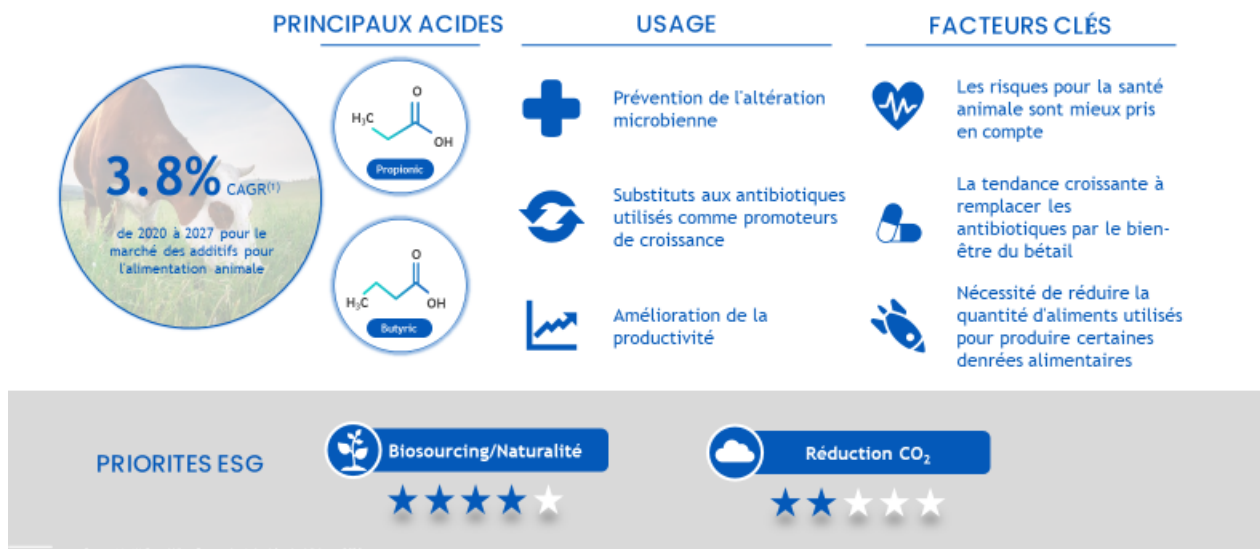 PRINCIPAUX ACIDES
USAGE
FACTEURS CLÉS
3.8% CAGR(1)
de 2020 à 2027 pour le
marché des additifs pour
l'alimentation animale
O
H3C
OH
Propionic
O
H3C
OH
Butyric
Prévention de l'altération
microbienne
Substituts aux antibiotiques
utilisés comme promoteurs
de croissance
Amélioration de la
productivité
Les risques pour la santé
animale sont mieux pris
en compte
La tendance croissante à
remplacer les
antibiotiques par le bien-
être du bétail
Nécessité de réduire la
quantité d'aliments utilisés
pour produire certaines
denrées alimentaires
PRIORITES ESG
Biosourcing/Naturalité
Réduction CO2